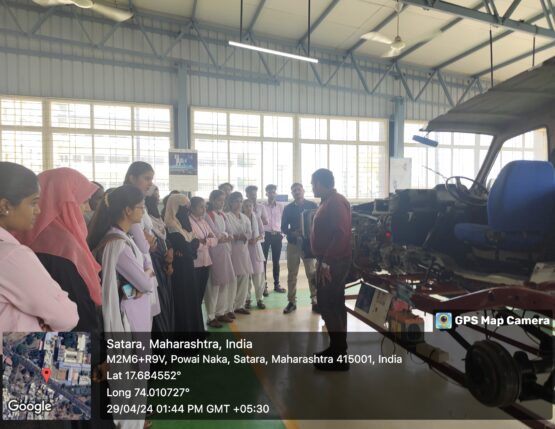 GPS Map Camera
Satara, Maharashtra, India
M2M6+R9V, Powai Naka, Satara, Maharashtra 415001, India
Lat 17.684552°
Long 74.010727°
29/04/24 01:44 PM GMT +05:30
Google